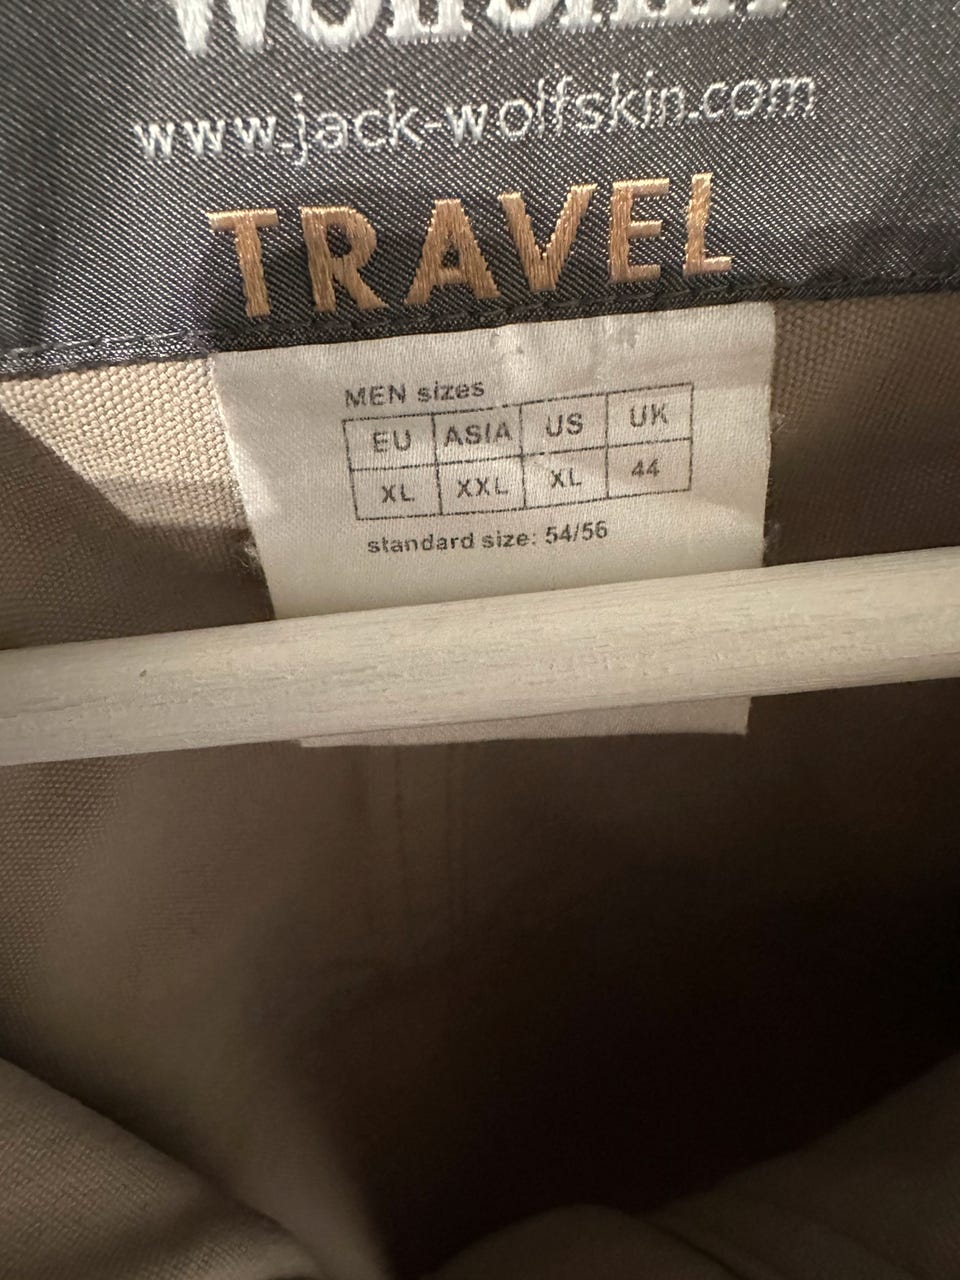 Wolfskin
www.jack-wolfskin.com
TRAVEL
MEN sizes
EU ASIA US UK
XL XXL XL 44
standard size: 54/56